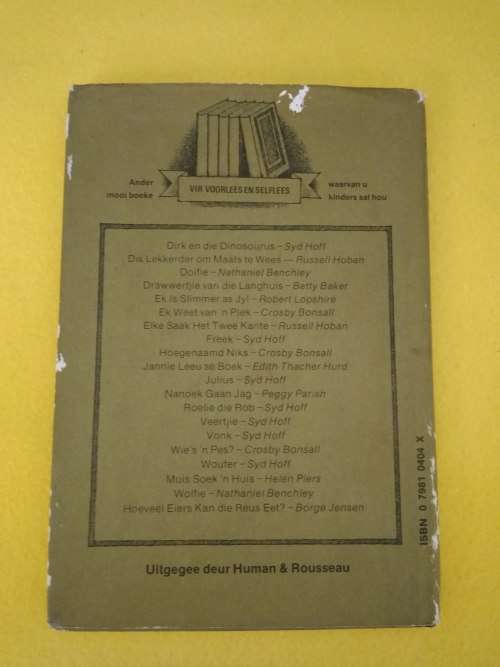 Ander
mooi boeke
VIR VOORLEES EN SELFLEES
waarvan u
kinders sal hou
Dirk en die Dinosourus – Syd Hoff
Dis Lekkerder om Maats te Wees — Russell Hoban
Dolfie – Nathaniel Benchley
Drawwertjie van die Langhuis – Betty Baker
Ek is Slimmer as Jy! – Robert Lopshire
Ek Weet van 'n Plek – Crosby Bonsall
Elke Saak Het Twee Kante – Russell Hoban
Freek – Syd Hoff
Hoegenaamd Niks – Crosby Bonsall
Jannie Leeu se Boek – Edith Thacher Hurd
Julius – Syd Hoff
Nanoek Gaan Jag – Peggy Parish
Roelie die Rob – Syd Hoff
Veertjie – Syd Hoff
Vonk – Syd Hoff
Wie's 'n Pes? – Crosby Bonsall
Wouter – Syd Hoff
Muis Soek 'n Huis – Helen Piers
Wolfie – Nathaniel Benchley
Hoeveel Eiers Kan die Reus Eet? – Börge Jensen
ISBN 0 7981 0404 X
Uitgegee deur Human & Rousseau